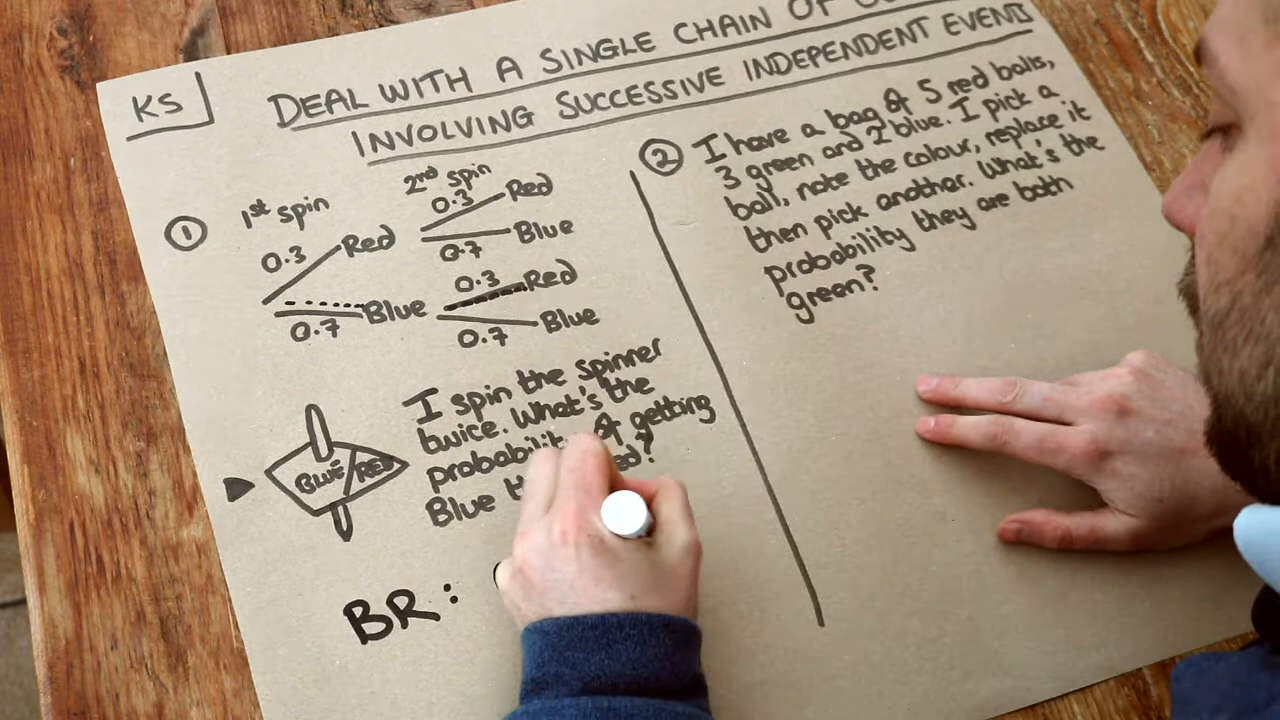 KS
DEAL WITH A SINGLE CHAIN OF
INVOLVING SUCCESSIVE INDEPENDENT EVENTS
1
1st spin
2nd spin
0.3
Red
0.3
Red
0.7
Blue
0.7
Blue
0.3
Red
0.7
Blue
BLUE
RED
I spin the spinner
twice. What's the
probability of getting
Blue
BR:
2
I have a bag of 5 red balls,
3 green and 2 blue. I pick a
ball, note the colour, replace it
then pick another. What's the
probability they are both
green?